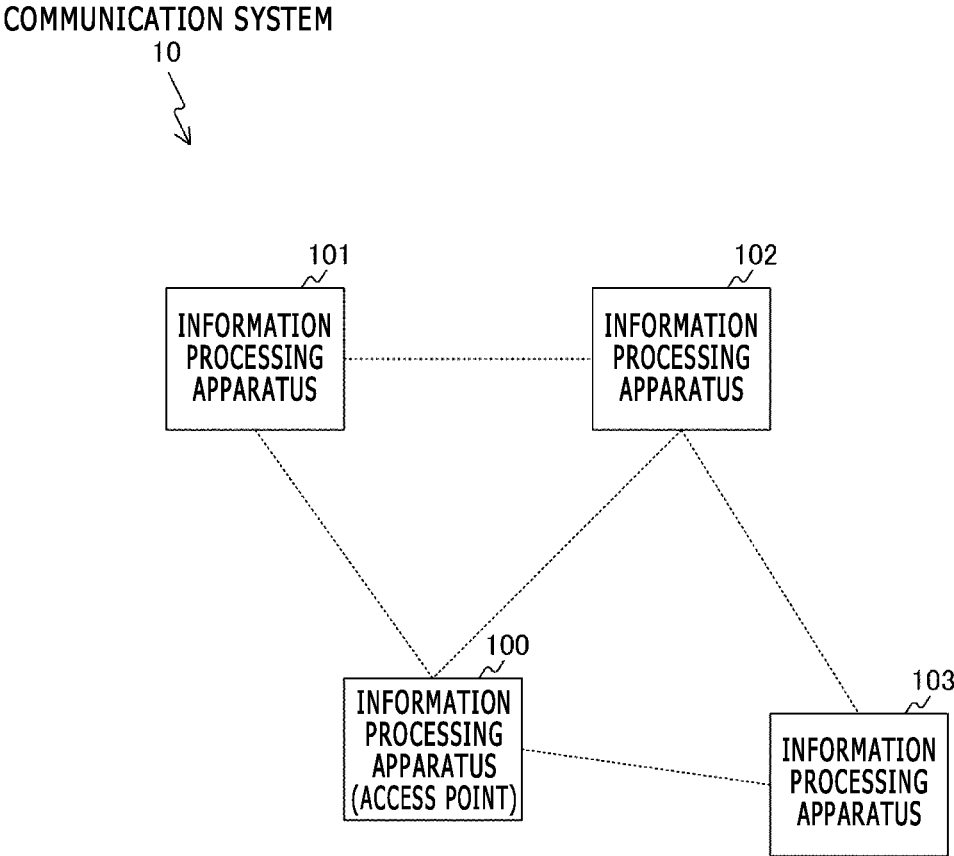 COMMUNICATION SYSTEM
10
101
INFORMATION
PROCESSING
APPARATUS
102
INFORMATION
PROCESSING
APPARATUS
100
INFORMATION
PROCESSING
APPARATUS
(ACCESS POINT)
103
INFORMATION
PROCESSING
APPARATUS